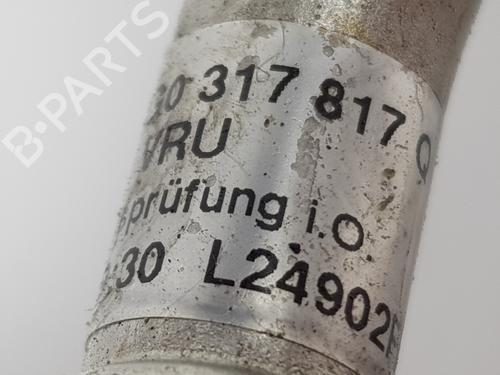 B-PARTS
20 317 817 Q
VRU
prüfung i.O.
:30 L24902